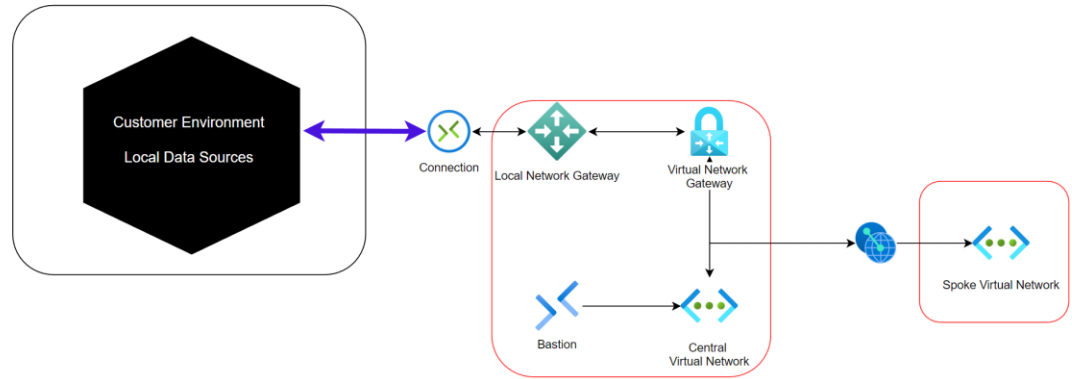 Customer Environment
Local Data Sources
Connection
Local Network Gateway
Virtual Network
Gateway
Bastion
Central
Virtual Network
Spoke Virtual Network